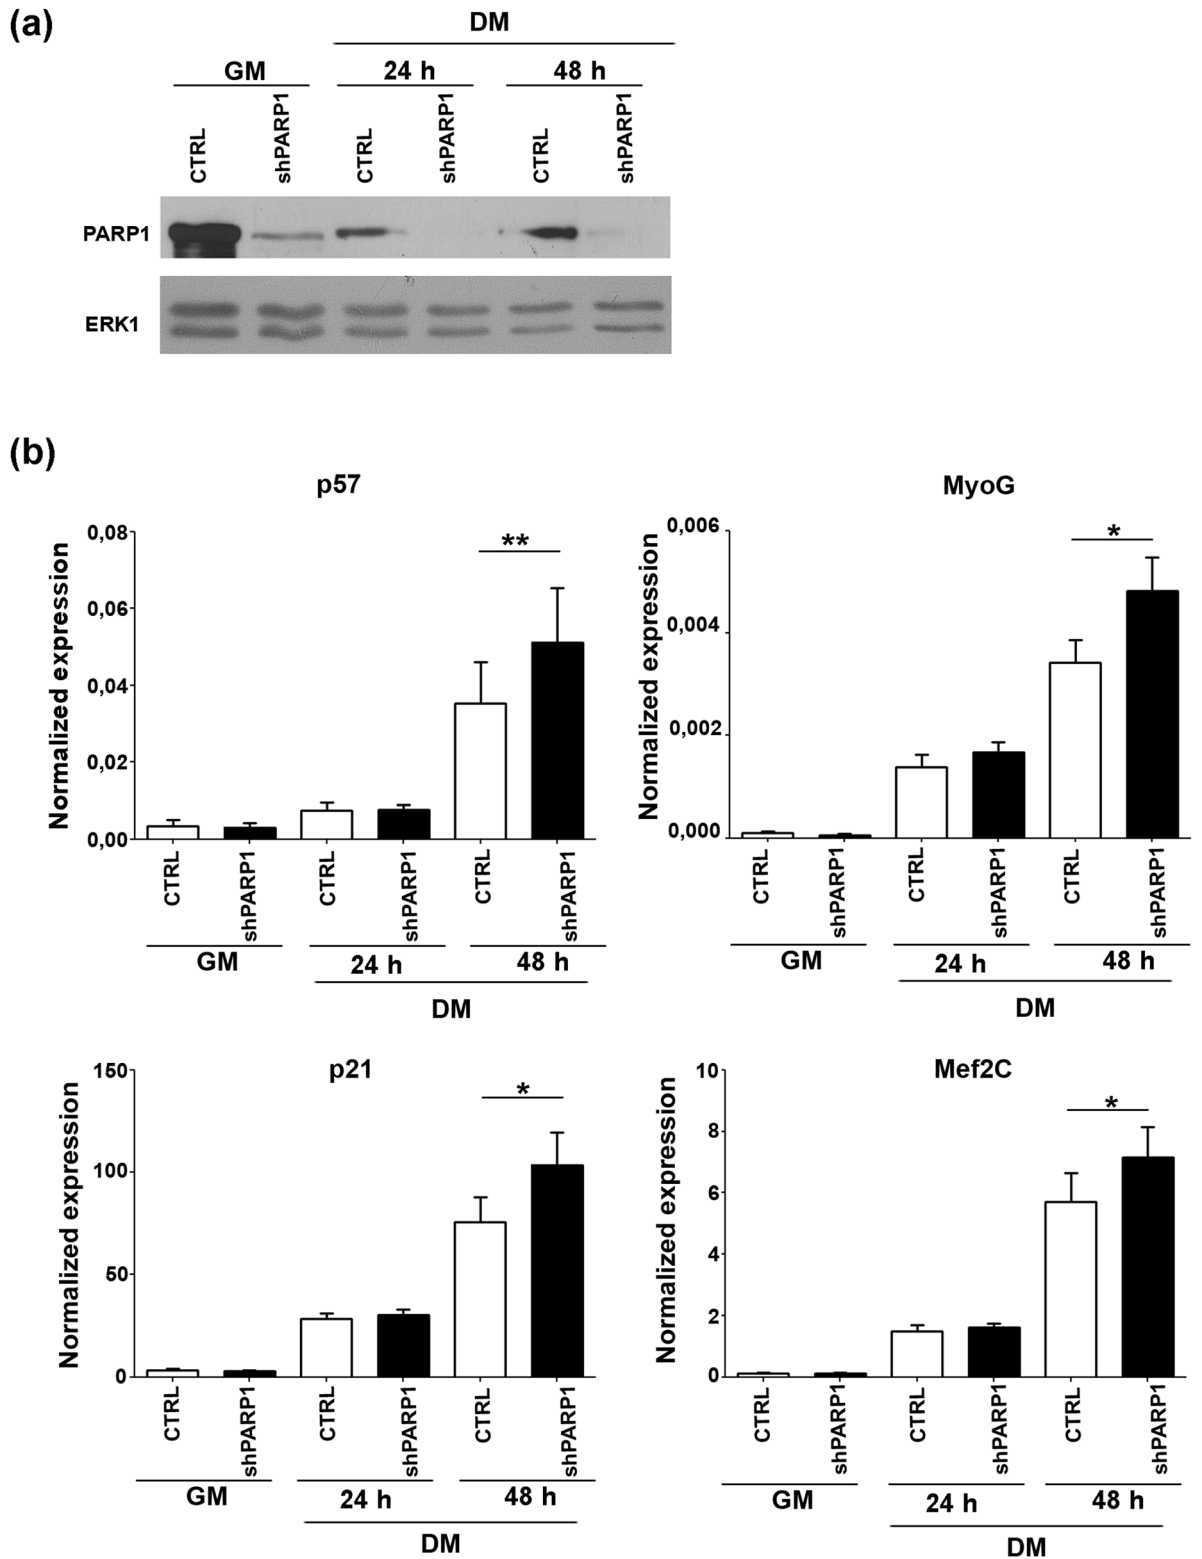 (a)
DM
GM 24 h 48 h
CTRL shPARP1 CTRL shPARP1 CTRL shPARP1
PARP1
ERK1
(b)
p57
Normalized expression
0,08
0,06
0,04
0,02
0,00
**
CTRL shPARP1 CTRL shPARP1 CTRL shPARP1
GM 24 h 48 h
DM
MyoG
Normalized expression
0,006
0,004
0,002
0,000
*
CTRL shPARP1 CTRL shPARP1 CTRL shPARP1
GM 24 h 48 h
DM
p21
Normalized expression
150
100
50
0
*
CTRL shPARP1 CTRL shPARP1 CTRL shPARP1
GM 24 h 48 h
DM
Mef2C
Normalized expression
10
8
6
4
2
0
*
CTRL shPARP1 CTRL shPARP1 CTRL shPARP1
GM 24 h 48 h
DM